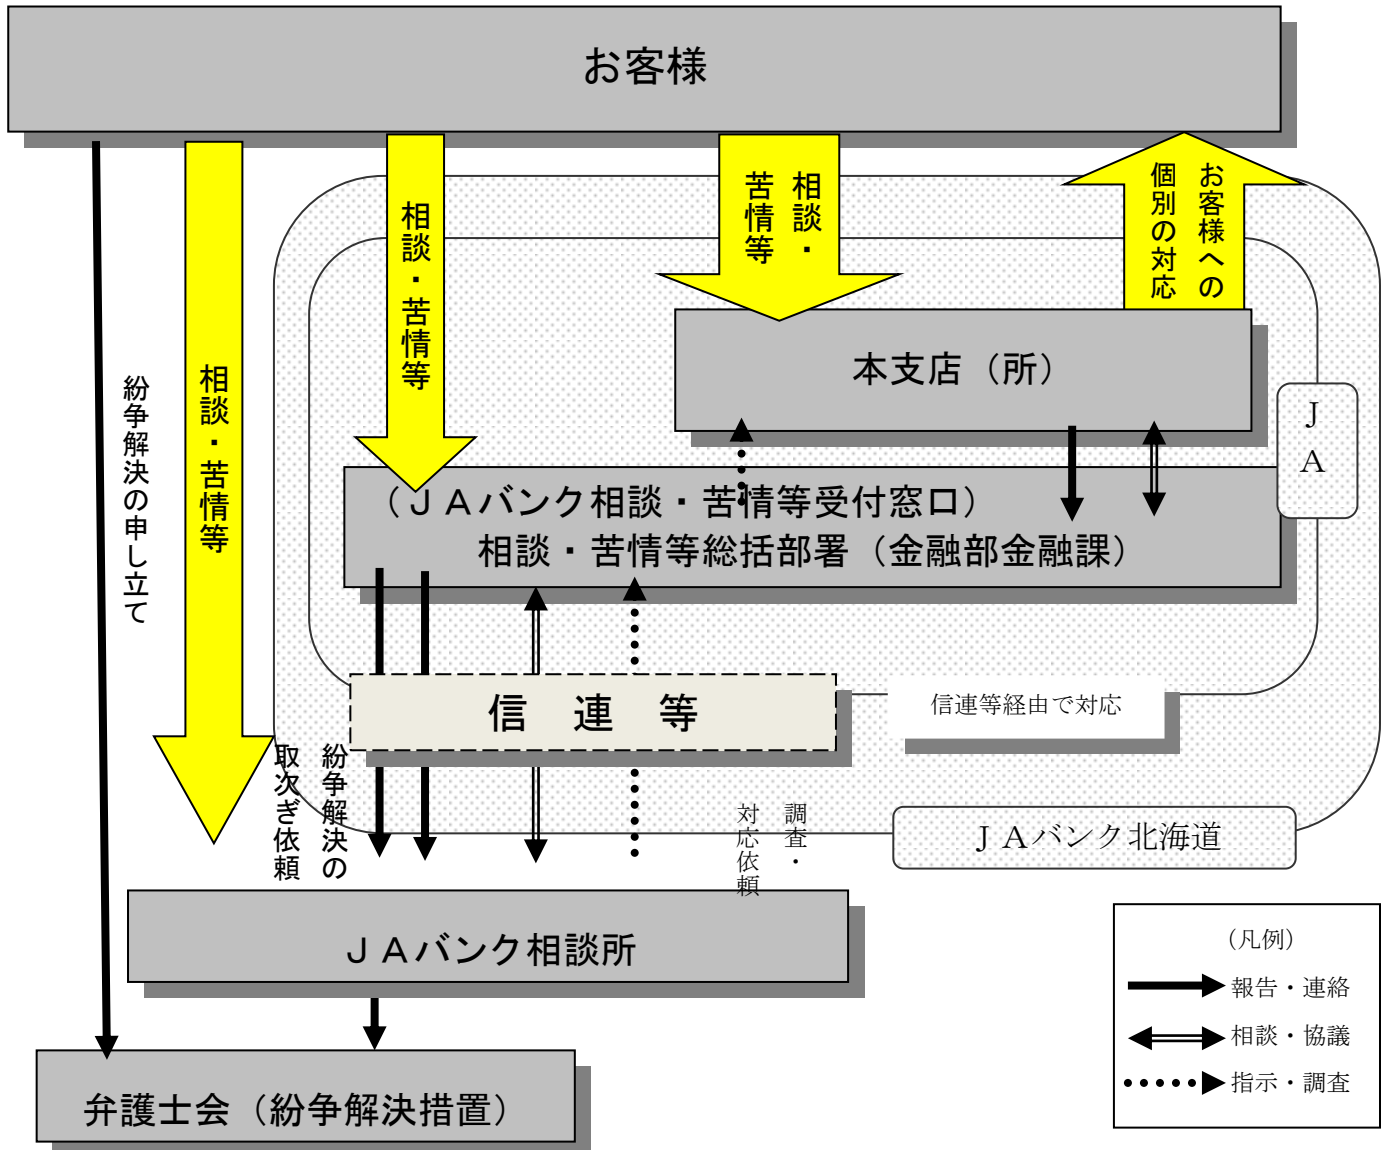 お客様
相談・苦情等
相談・
苦情等
お客様への
個別の対応
相談・苦情等
紛争解決の申し立て
本支店（所）
ＪＡ
（ＪＡバンク相談・苦情等受付窓口）
相談・苦情等総括部署（金融部金融課）
信　連　等
信連等経由で対応
紛争解決の
取次ぎ依頼
調査・
対応依頼
ＪＡバンク北海道
ＪＡバンク相談所
弁護士会（紛争解決措置）
（凡例）
報告・連絡
相談・協議
指示・調査